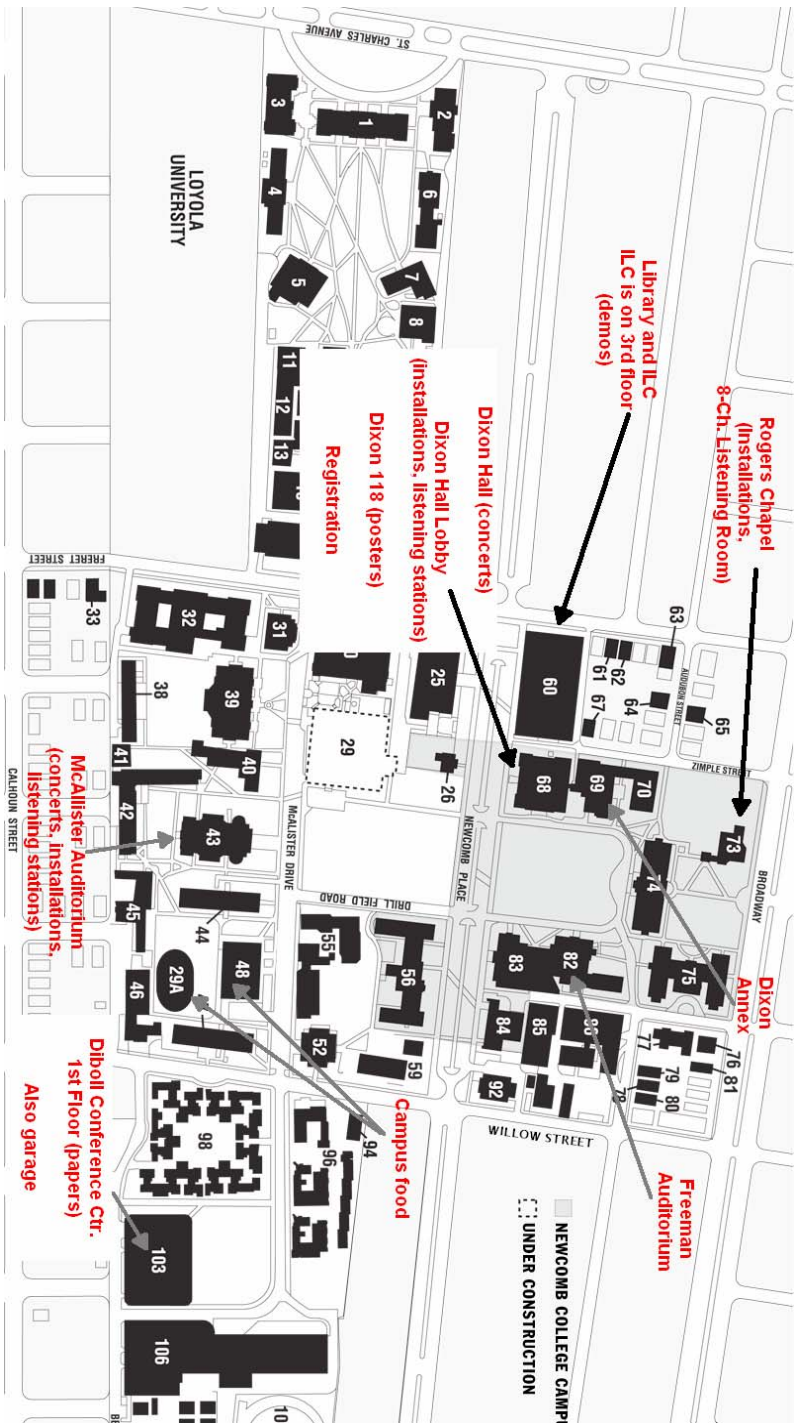 ST. CHARLES AVENUE
3
1
2
LOYOLA
UNIVERSITY
4
6
5
7
8
Library and ILC
ILC is on 3rd floor
(demos)
Rogers Chapel
(Installations,
8-Ch. Listening Room)
11
12
13
Dixon Hall (concerts)
Dixon Hall Lobby
(installations, listening stations)
Dixon 118 (posters)
Registration
FRERET STREET
33
32
31
38
39
25
60
61
62
63
64
65
67
AUDUBON STREET
ZIMPLE STREET
41
40
29
26
68
69
70
73
74
BROADWAY
42
43
McALISTER DRIVE
NEWCOMB PLACE
CALHOUN STREET
McAllister Auditorium
(concerts, installations,
listening stations)
DRILL FIELD ROAD
44
45
46
29A
48
55
56
83
82
75
Dixon
Annex
52
59
84
85
76
77
81
79
78
80
92
WILLOW STREET
Campus food
94
96
98
Freeman
Auditorium
Diboll Conference Ctr.
1st Floor (papers)
Also garage
103
106
NEWCOMB COLLEGE
UNDER CONSTRUCTION